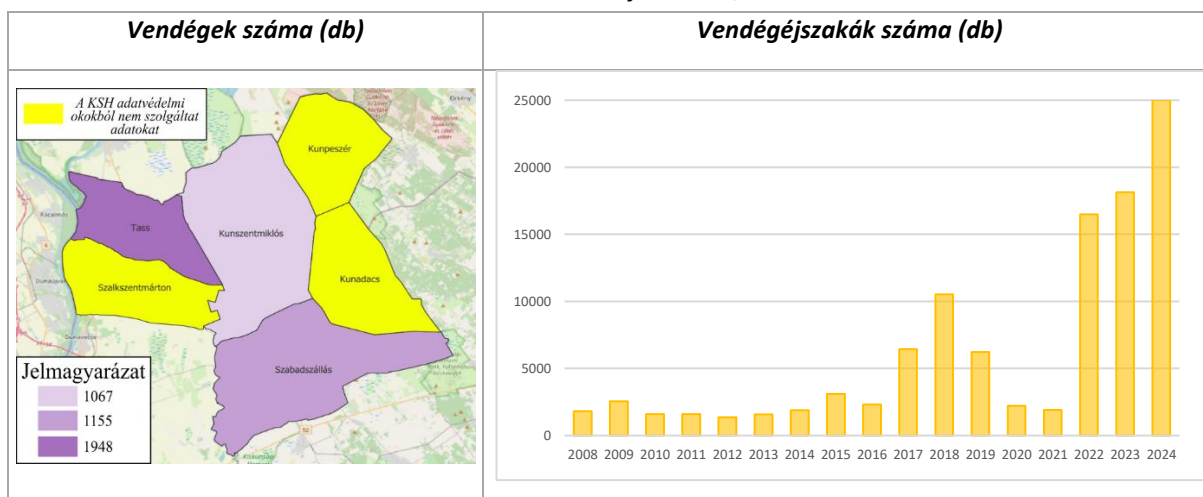 Vendégek száma (db)
Vendégéjszakák száma (db)
A KSH adatvédelmi
okokból nem szolgáltat
adatokat
Kunpeszér
Tass
Kunszentmiklós
Szalkszentmárton
Kunadacs
Szabadszállás
Jelmagyarázat
1067
1155
1948
52
25000
20000
15000
10000
5000
0
2008 2009 2010 2011 2012 2013 2014 2015 2016 2017 2018 2019 2020 2021 2022 2023 2024